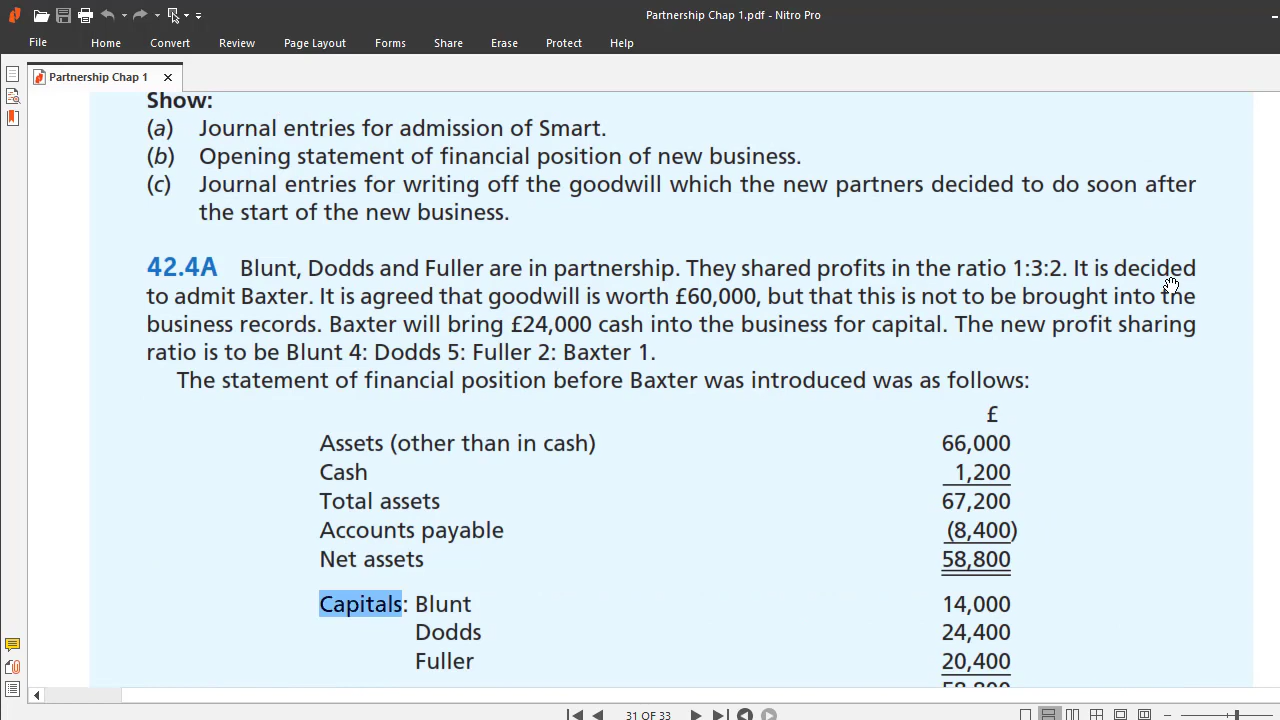 Partnership Chap 1.pdf - Nitro Pro
File Home Convert Review Page Layout Forms Share Erase Protect Help
Partnership Chap 1
Show:
(a) Journal entries for admission of Smart.
(b) Opening statement of financial position of new business.
(c) Journal entries for writing off the goodwill which the new partners decided to do soon after
the start of the new business.
42.4A Blunt, Dodds and Fuller are in partnership. They shared profits in the ratio 1:3:2. It is decided
to admit Baxter. It is agreed that goodwill is worth £60,000, but that this is not to be brought into the
business records. Baxter will bring £24,000 cash into the business for capital. The new profit sharing
ratio is to be Blunt 4: Dodds 5: Fuller 2: Baxter 1.
The statement of financial position before Baxter was introduced was as follows:
£
Assets (other than in cash) 66,000
Cash 1,200
Total assets 67,200
Accounts payable (8,400)
Net assets 58,800
Capitals: Blunt 14,000
Dodds 24,400
Fuller 20,400
58,800
31 OF 33